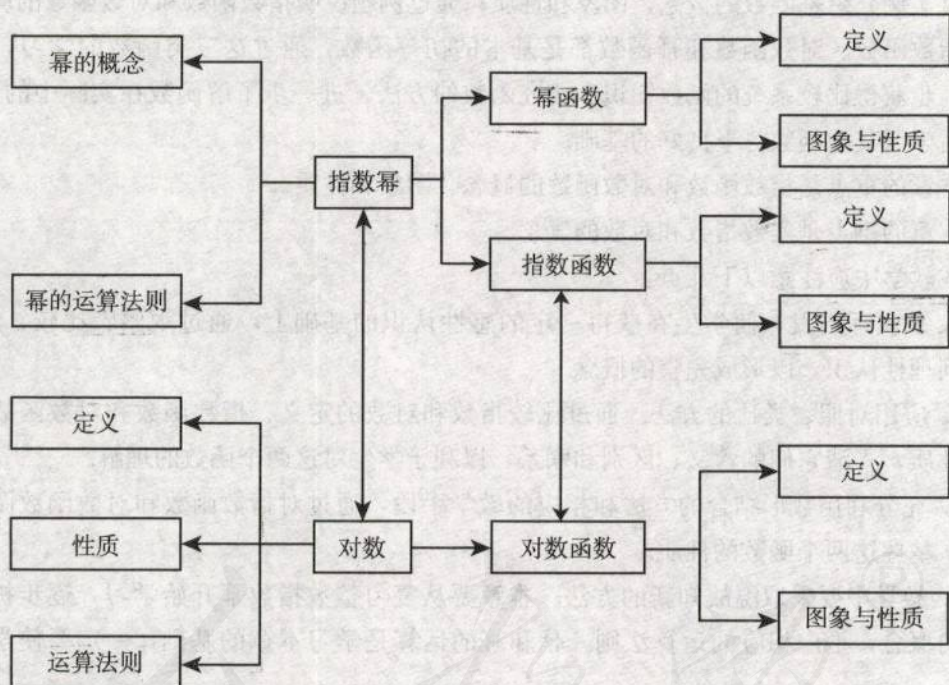 定义
幂的概念
幂函数
图象与性质
指数幂
定义
指数函数
幂的运算法则
图象与性质
定义
定义
性质
对数
对数函数
图象与性质
运算法则